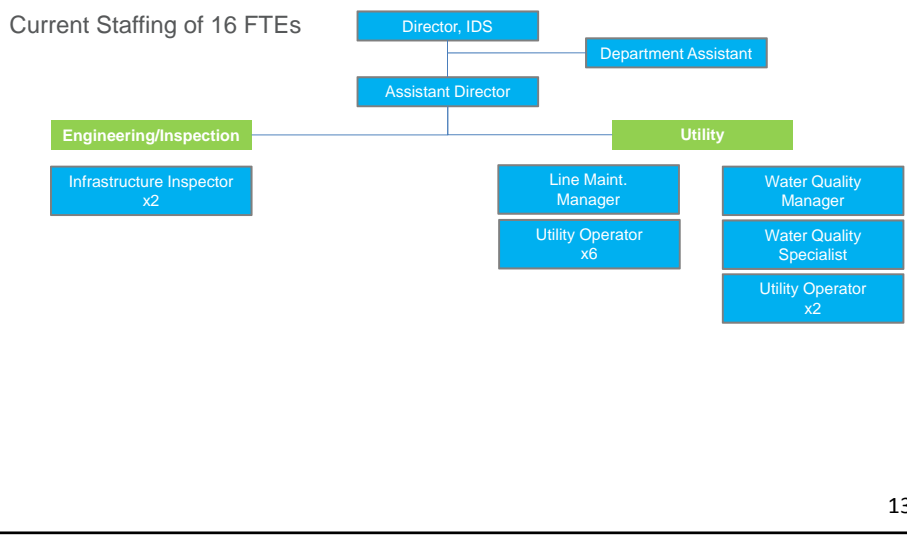 Current Staffing of 16 FTEs
Director, IDS
Department Assistant
Assistant Director
Engineering/Inspection
Utility
Infrastructure Inspector
x2
Line Maint.
Manager
Utility Operator
x6
Water Quality
Manager
Water Quality
Specialist
Utility Operator
x2
13